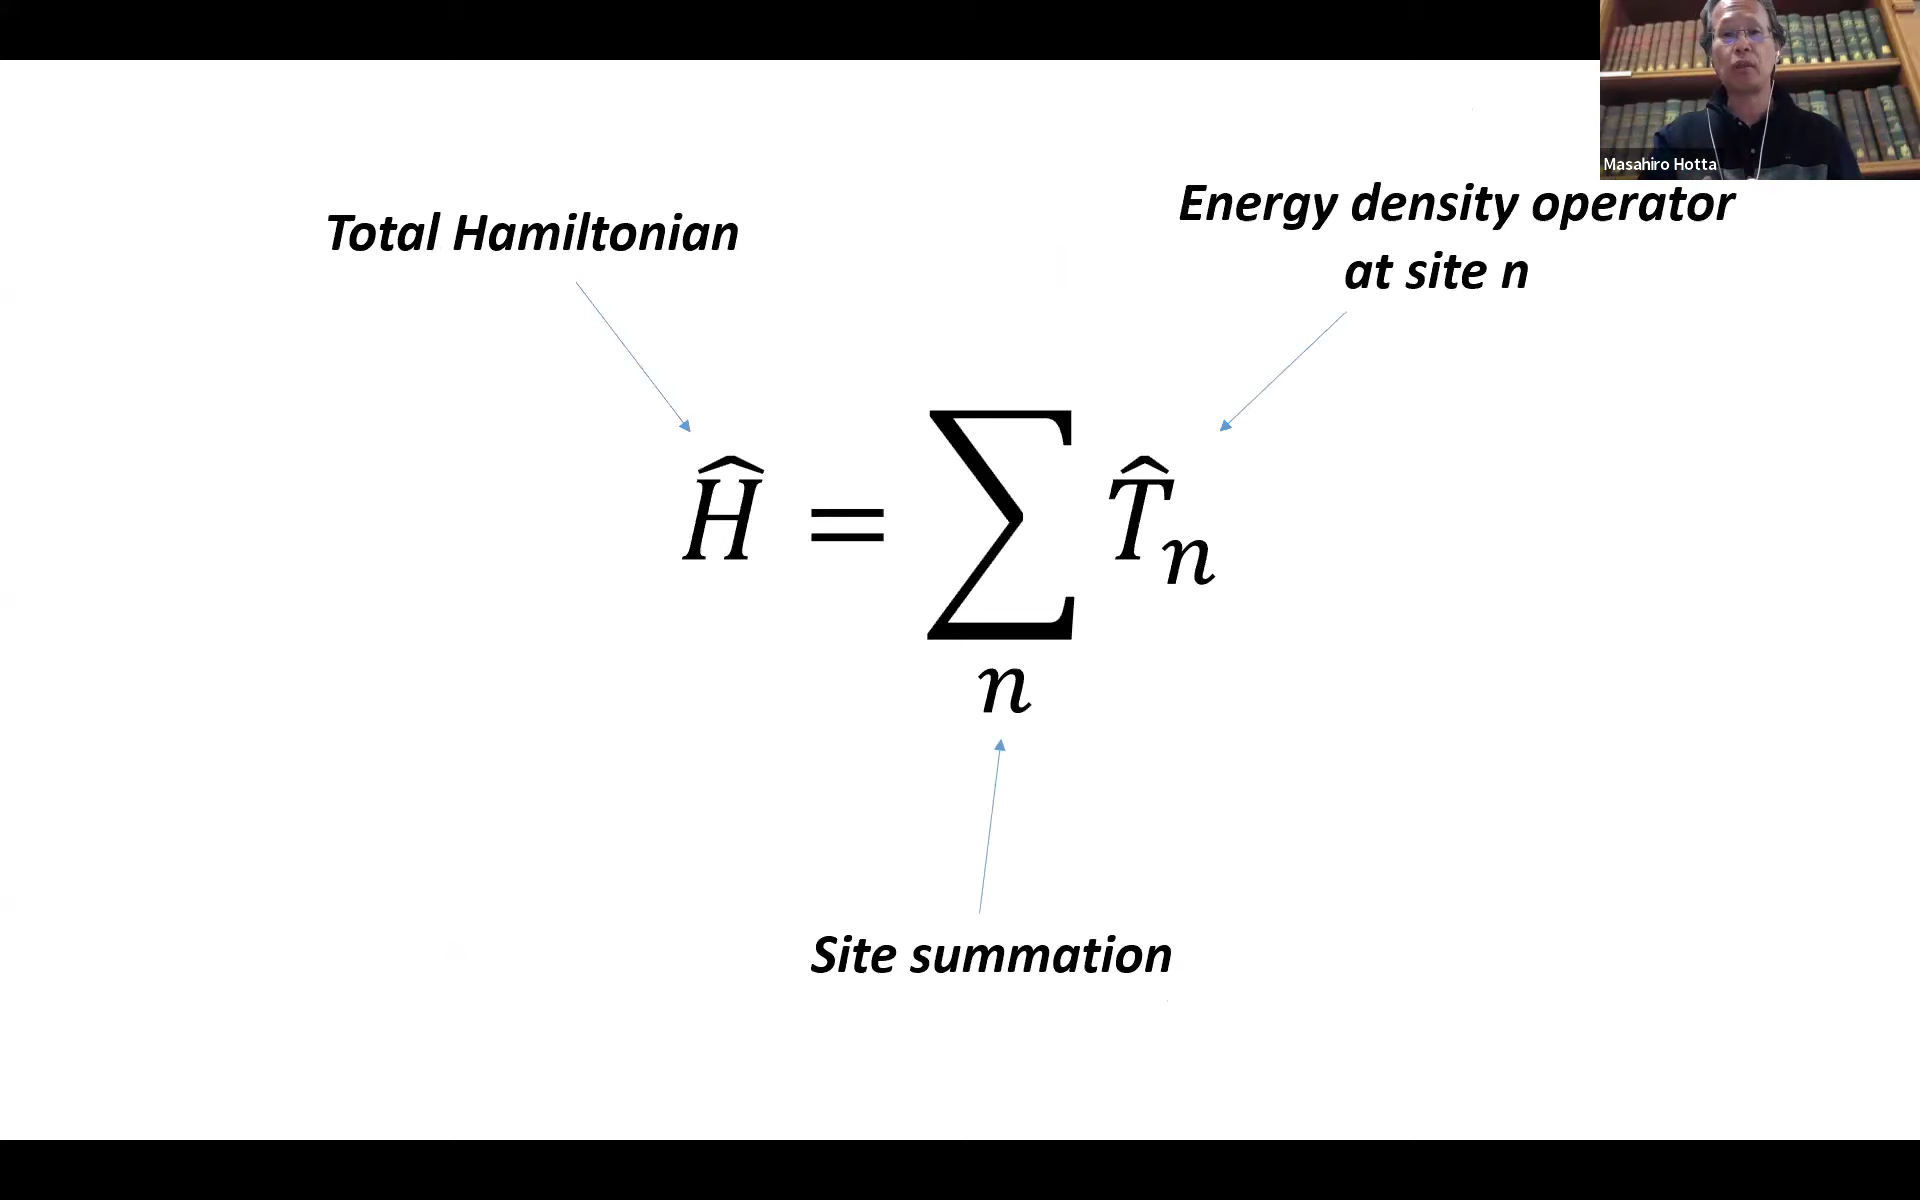 Masahiro Hotta
Total Hamiltonian
Energy density operator
at site n
Ĥ = ∑ T̂ₙ
n
Site summation